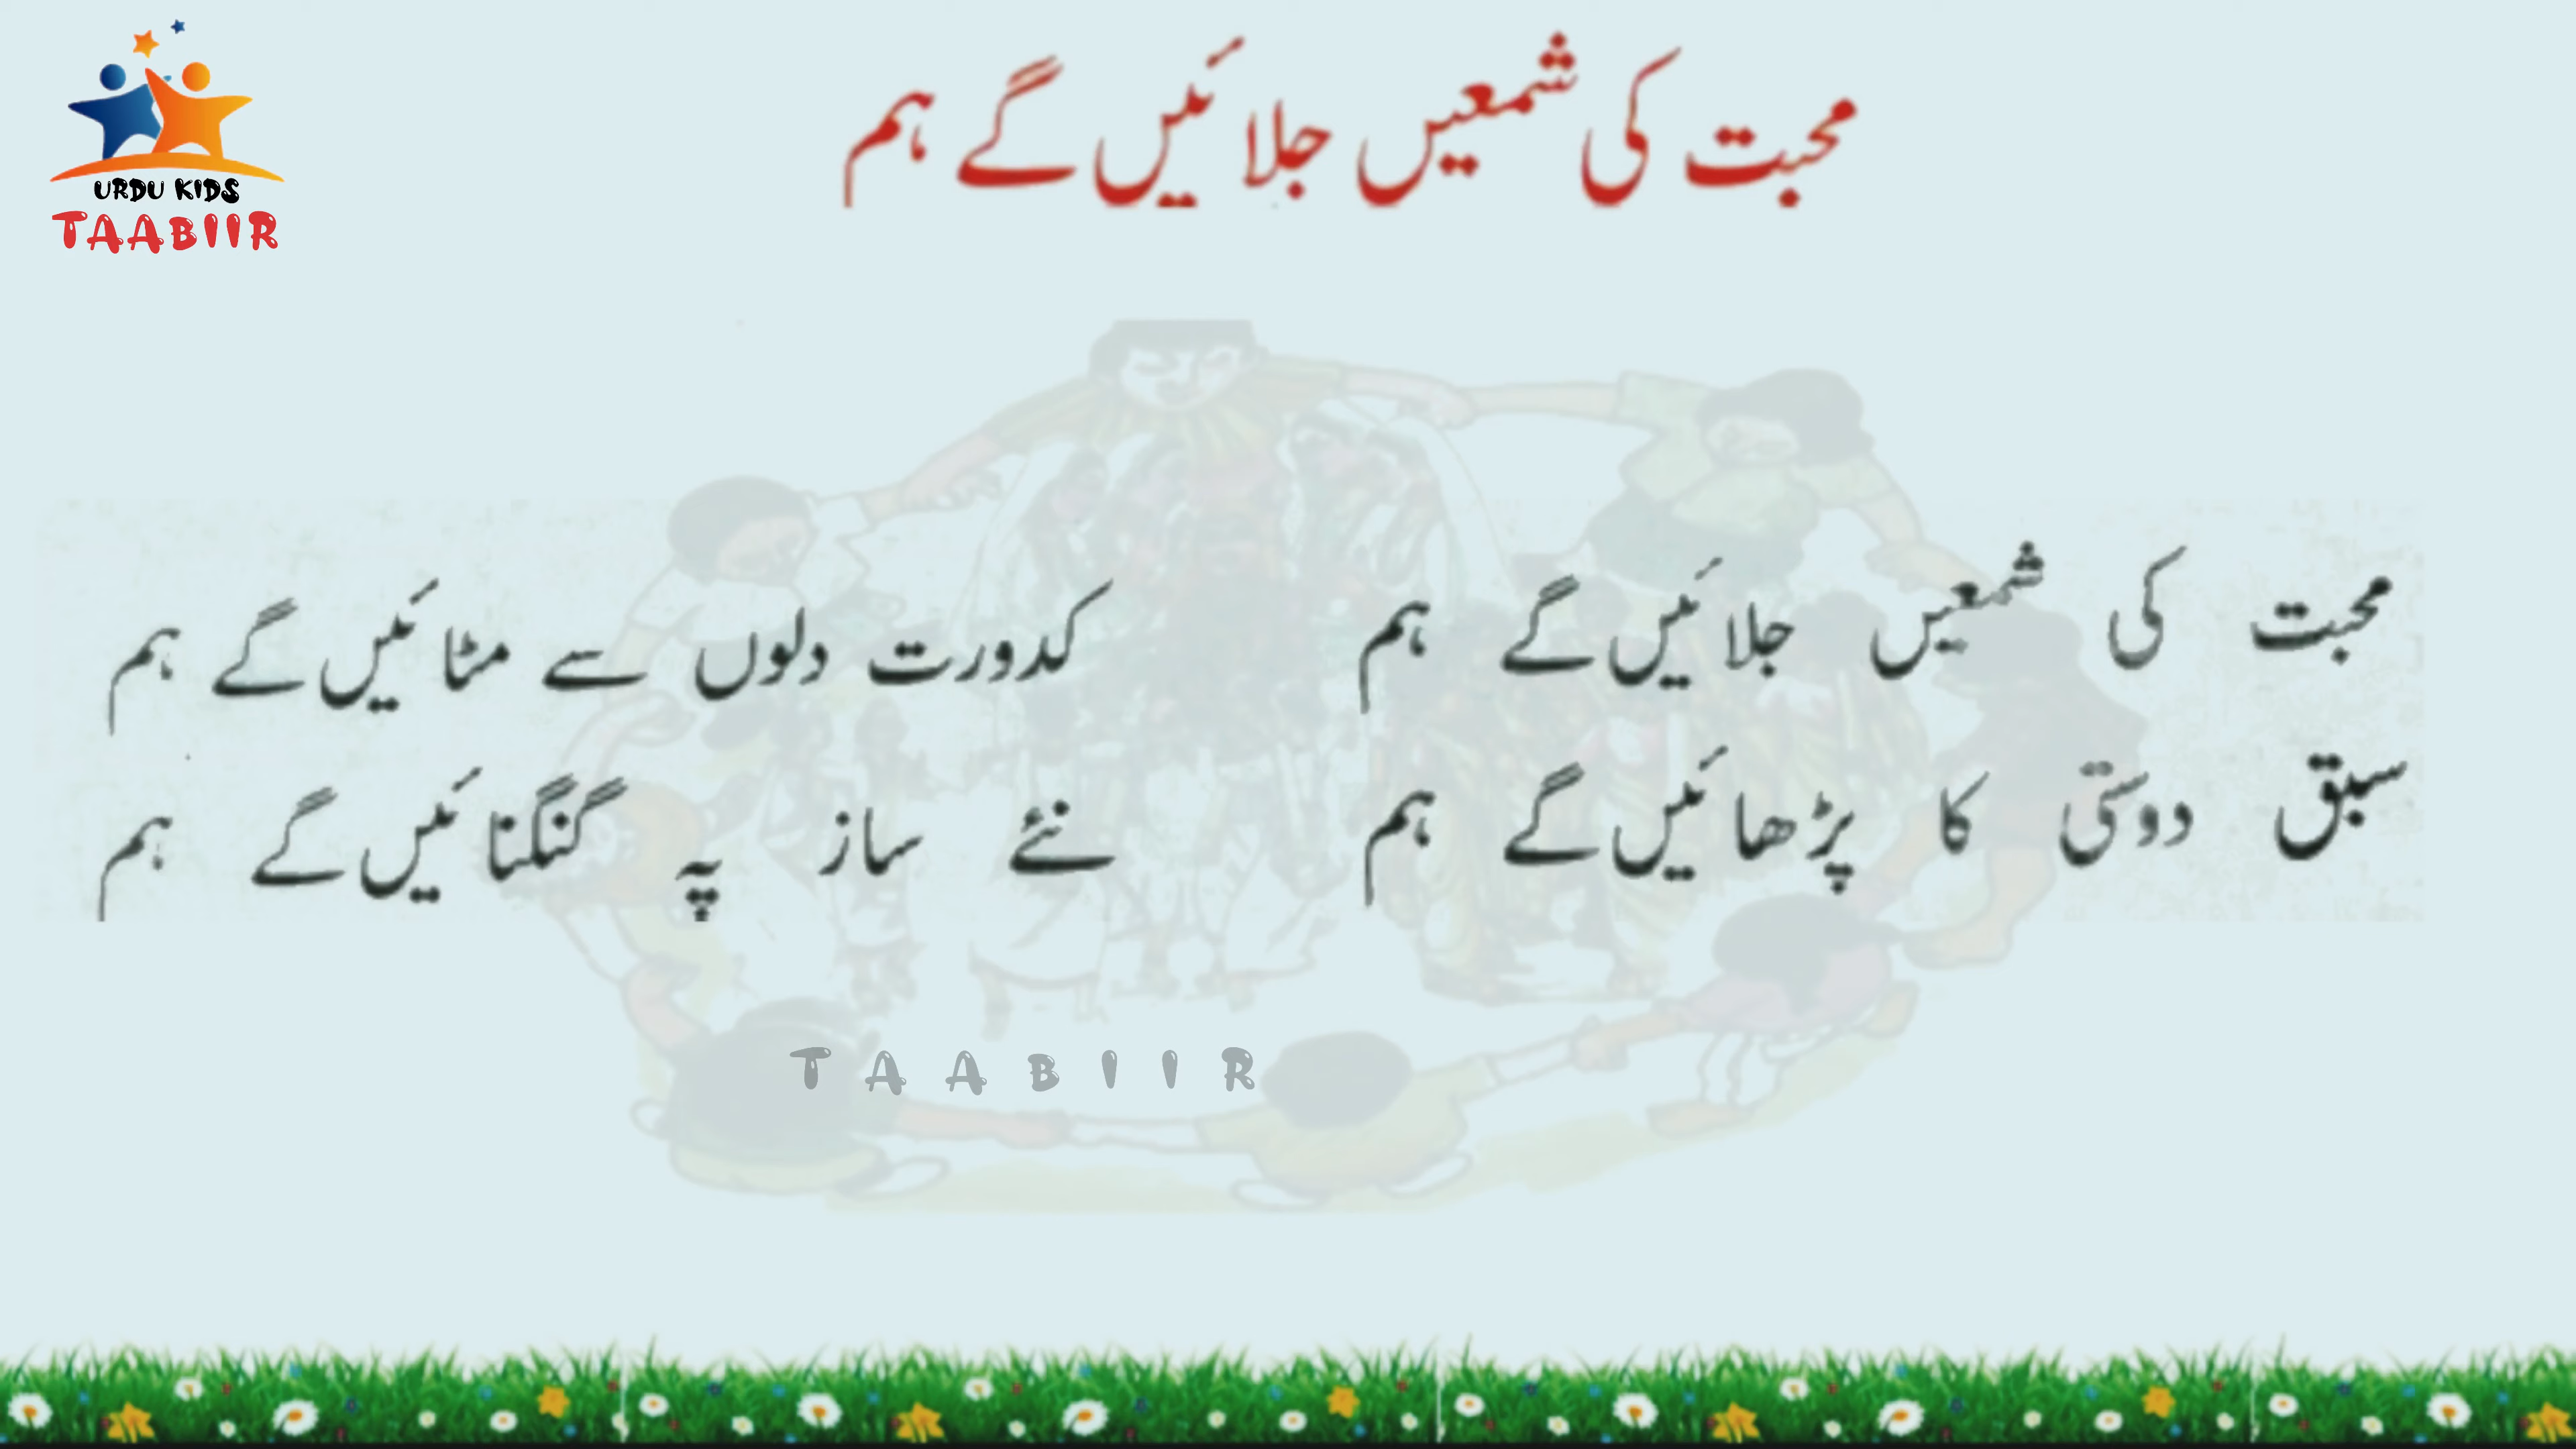 محبت کی شمعیں جلائیں گے ہم
URDU KIDS
TAABIIR
محبت کی شمعیں جلائیں گے ہم کدورت دلوں سے مٹائیں گے ہم
سبق دوستی کا پڑھائیں گے ہم نئے ساز پہ گنگنائیں گے ہم
TAABIIR